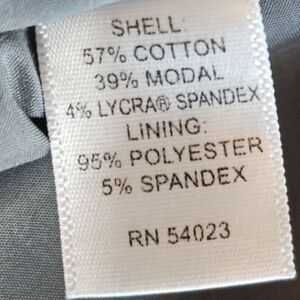 SHELL:
57% COTTON
39% MODAL
4% LYCRA® SPANDEX
LINING:
95% POLYESTER
5% SPANDEX
RN 54023